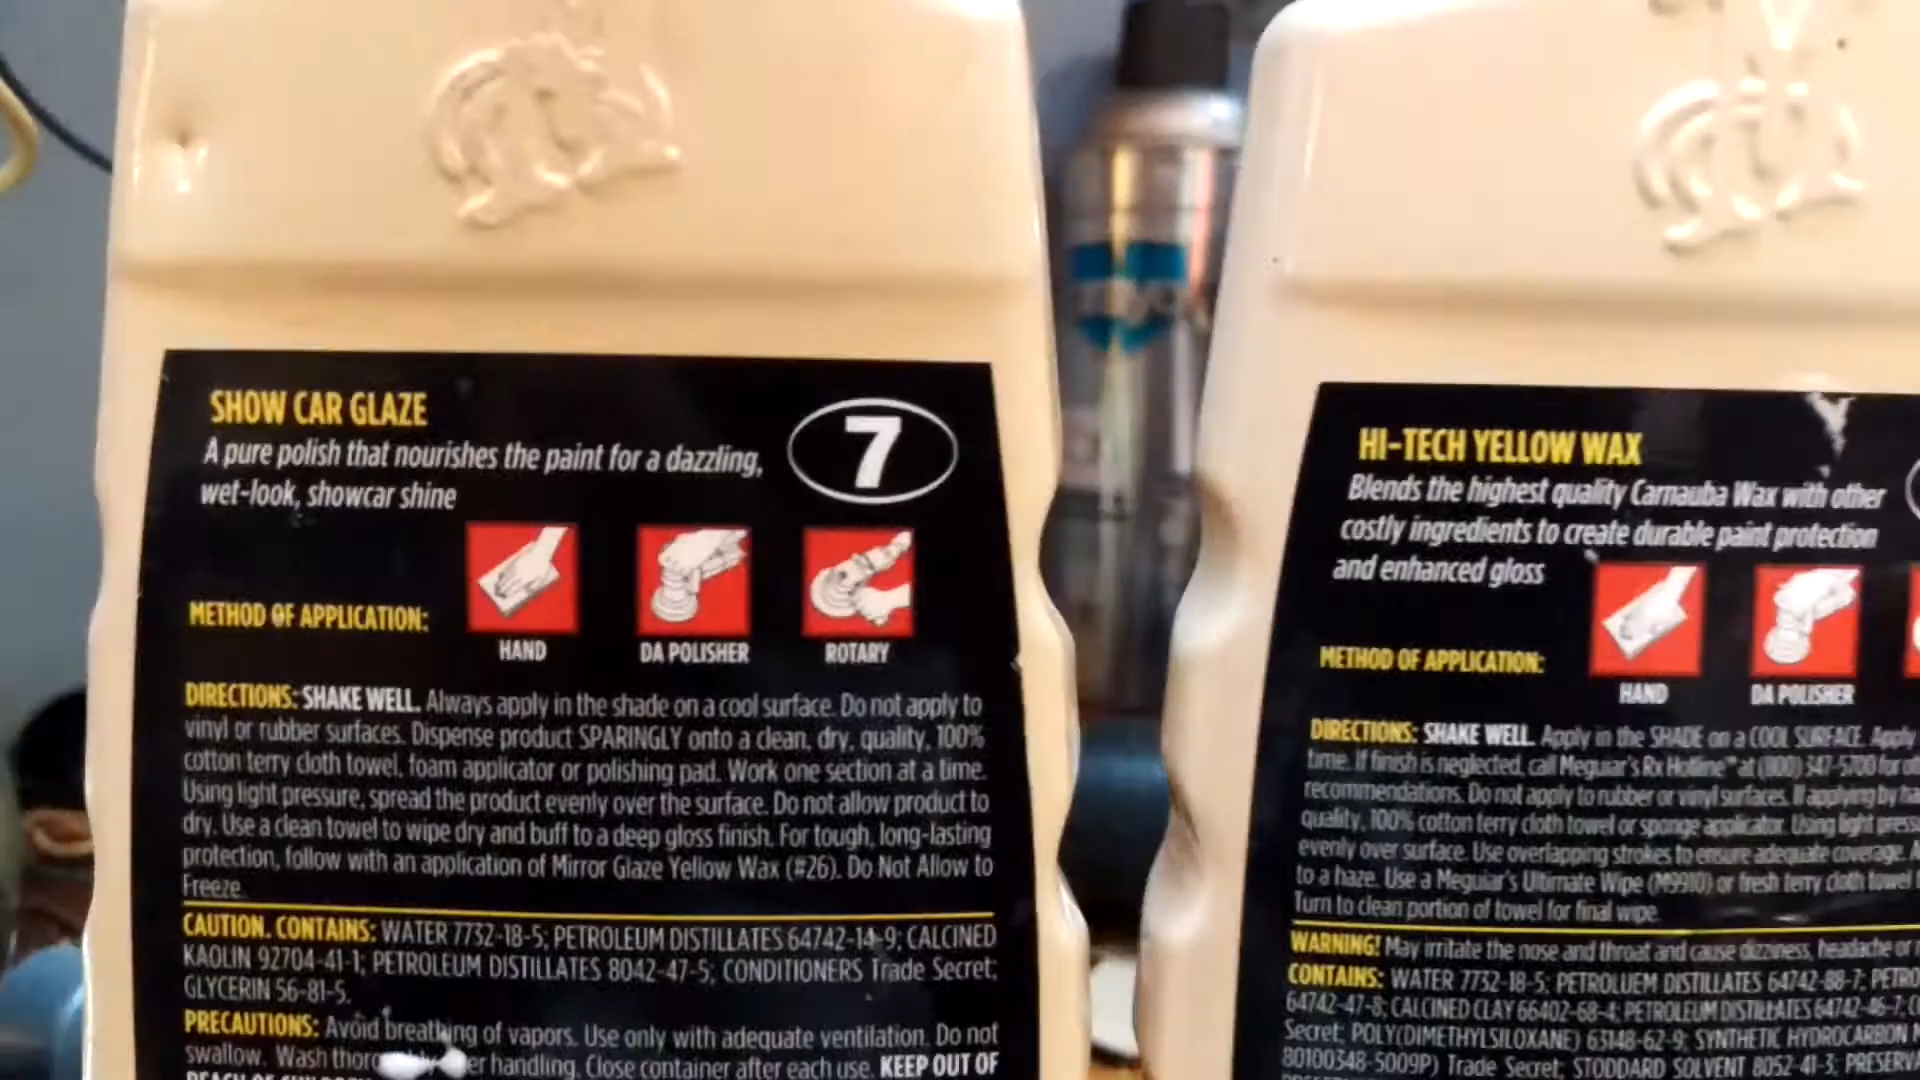 SHOW CAR GLAZE
A pure polish that nourishes the paint for a dazzling,
wet-look, showcar shine
7
METHOD OF APPLICATION:
HAND
DA POLISHER
ROTARY
DIRECTIONS: SHAKE WELL. Always apply in the shade on a cool surface. Do not apply to
vinyl or rubber surfaces. Dispense product SPARINGLY onto a clean, dry, quality, 100%
cotton terry cloth towel, foam applicator or polishing pad. Work one section at a time.
Using light pressure, spread the product evenly over the surface. Do not allow product to
dry. Use a clean towel to wipe dry and buff to a deep gloss finish. For tough, long-lasting
protection, follow with an application of Mirror Glaze Yellow Wax (#26). Do Not Allow to
Freeze.
CAUTION. CONTAINS: WATER 7732-18-5; PETROLEUM DISTILLATES 64742-14-9; CALCINED
KAOLIN 92704-41-1; PETROLEUM DISTILLATES 8042-47-5; CONDITIONERS Trade Secret;
GLYCERIN 56-81-5.
PRECAUTIONS: Avoid breathing of vapors. Use only with adequate ventilation. Do not
swallow. Wash handling. Close container after each use. KEEP OUT OF
REACH OF
HI-TECH YELLOW WAX
Blends the highest quality Carnauba Wax with other
costly ingredients to create durable paint protection
and enhanced gloss
METHOD OF APPLICATION:
HAND
DA POLISHER
DIRECTIONS: SHAKE WELL. Apply in the SHADE on a COOL SURFACE. Apply
time. If finish is neglected, call Meguiar's Rx Hotline™ at (800) 347-5700 for
recommendations. Do not apply to rubber or vinyl surfaces. If applying by
quality, 100% cotton terry cloth towel or sponge applicator. Using light
evenly over surface. Use overlapping strokes to ensure adequate coverage.
to a haze. Use a Meguiar's Ultimate Wipe (M9910) or fresh terry cloth towel
Turn to clean portion of towel for final wipe.
WARNING! May irritate the nose and throat and cause dizziness, headache or
CONTAINS: WATER 7732-18-5; PETROLUEM DISTILLATES 64742-88-7;
64742-47-8; CALCINED CLAY 66402-68-4; PETROLEUM DISTILLATES 64742-46-7;
Secret; POLY(DIMETHYLSILOXANE) 63148-62-9; SYNTHETIC HYDROCARBON
80100348-5009P) Trade Secret; STODDARD SOLVENT 8052-41-3;